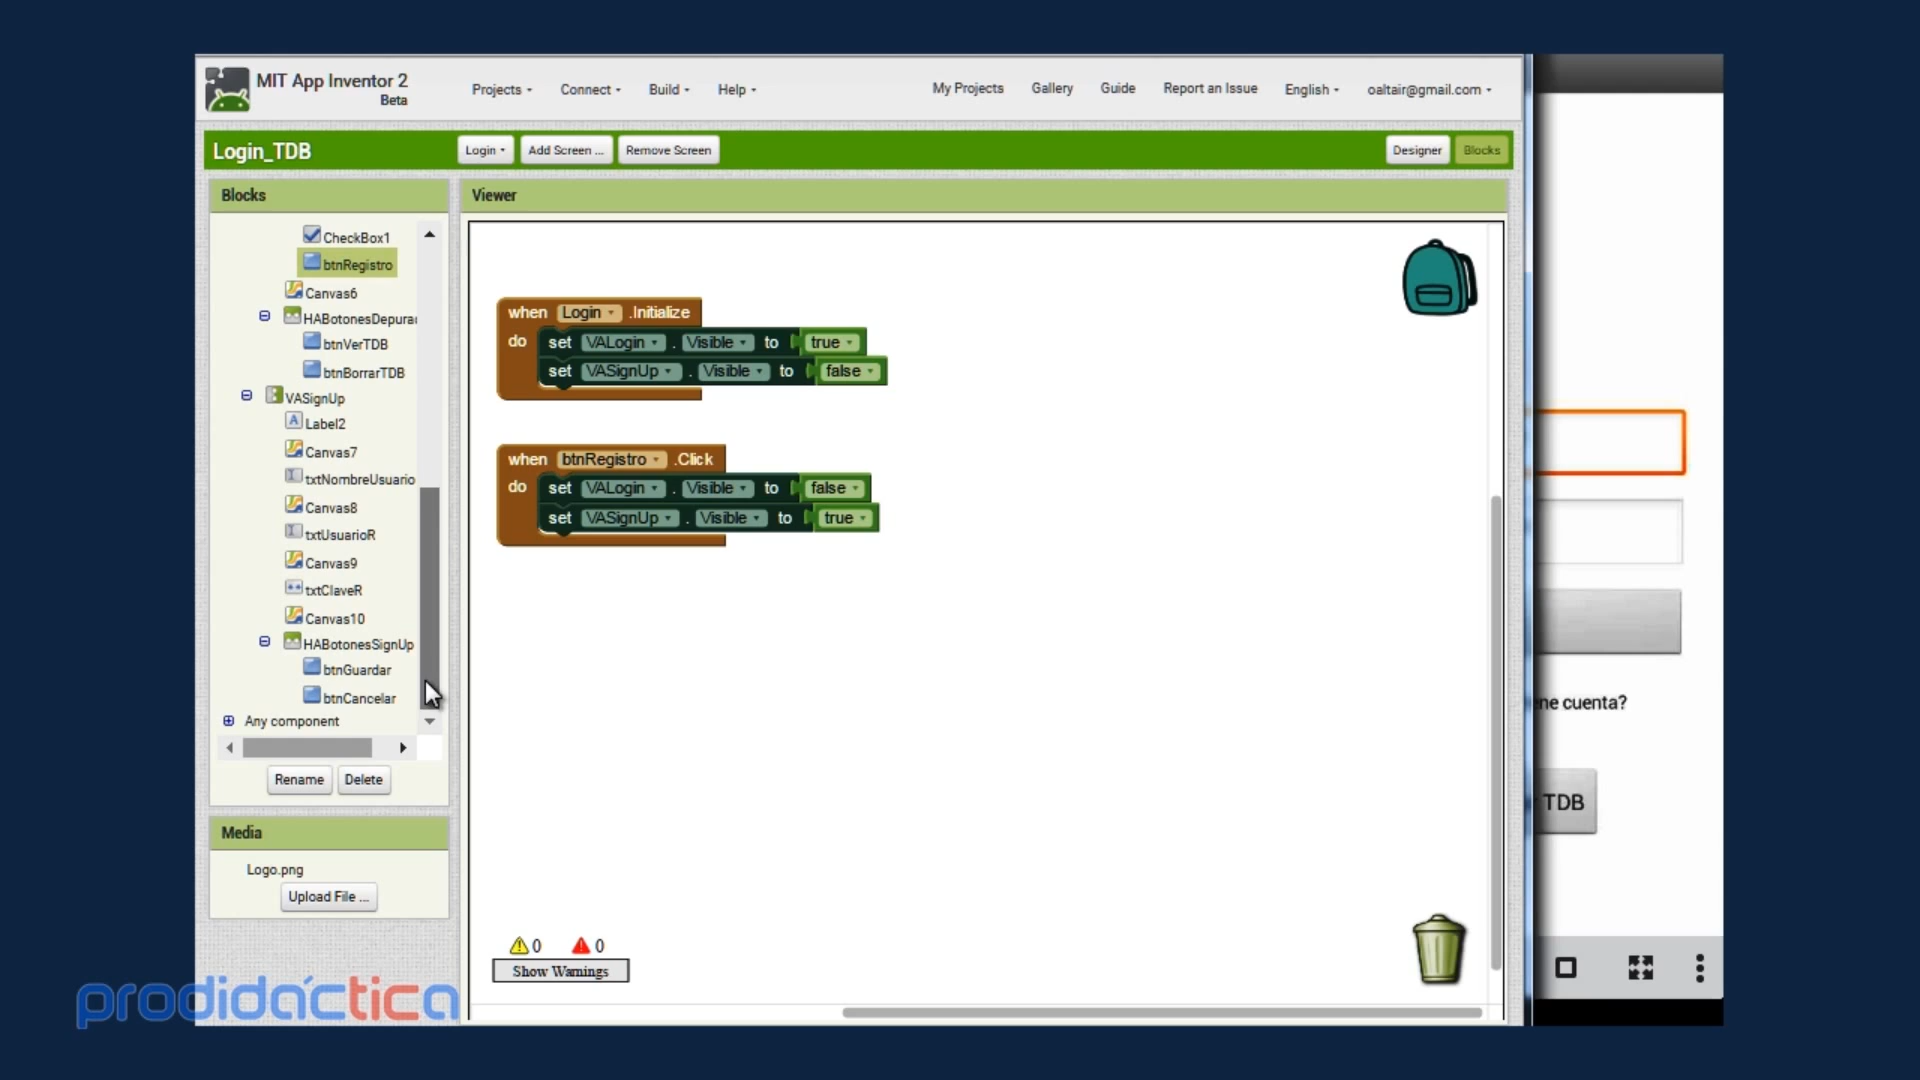 MIT App Inventor 2
Beta
Projects
Connect
Build
Help
My Projects
Gallery
Guide
Report an Issue
English
oaltair@gmail.com
Login_TDB
Login
Add Screen ...
Remove Screen
Designer
Blocks
Blocks
CheckBox1
btnRegistro
Canvas6
HABotonesDepura
btnVerTDB
btnBorrarTDB
VASignUp
Label2
Canvas7
txtNombreUsuario
Canvas8
txtUsuarioR
Canvas9
txtClaveR
Canvas10
HABotonesSignUp
btnGuardar
btnCancelar
Any component
Rename
Delete
Media
Logo.png
Upload File ...
Viewer
when Login .Initialize
do set VALogin . Visible to true
set VASignUp . Visible to false
when btnRegistro .Click
do set VALogin . Visible to false
set VASignUp . Visible to true
0 0
Show Warnings
ne cuenta?
TDB
prodidáctica